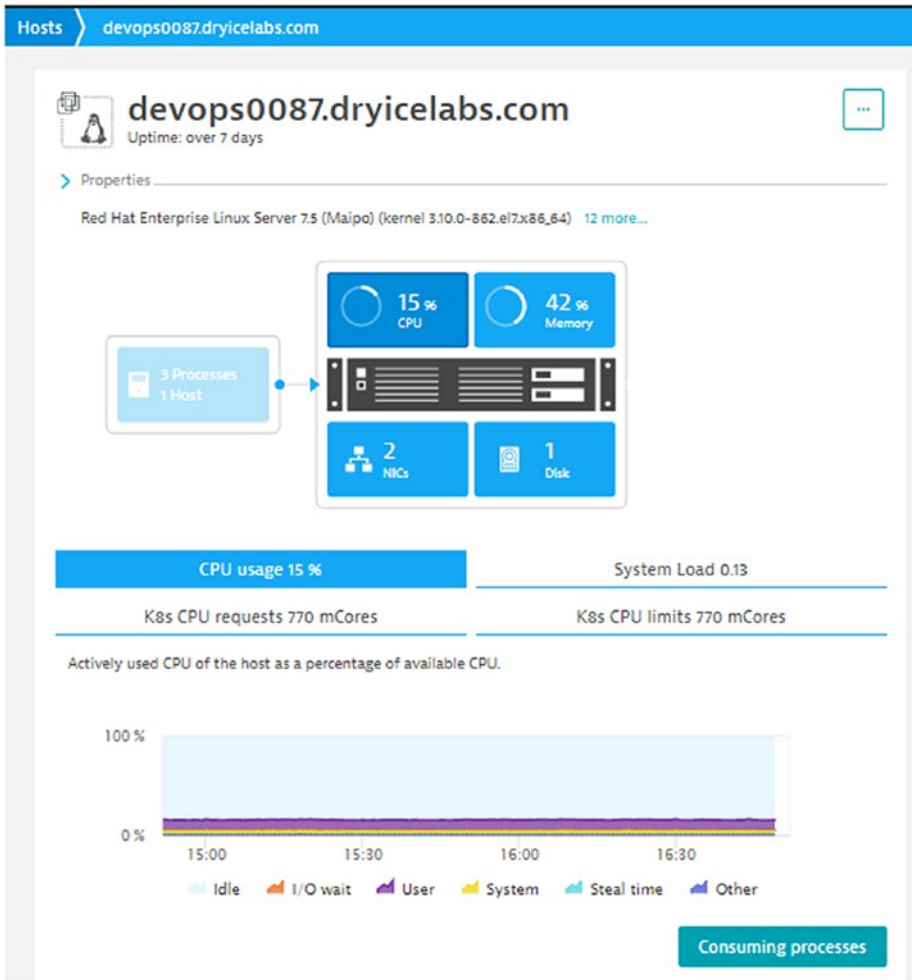 Hosts devops0087.dryicelabs.com
devops0087.dryicelabs.com
...
Uptime: over 7 days
Properties
Red Hat Enterprise Linux Server 7.5 (Maipo) (kernel 3.10.0-862.el7.x86_64) 12 more...
15 %
CPU
42 %
Memory
3 Processes
1 Host
2
NICs
1
Disk
CPU usage 15 %
System Load 0.13
K8s CPU requests 770 mCores
K8s CPU limits 770 mCores
Actively used CPU of the host as a percentage of available CPU.
100 %
0 %
15:00 15:30 16:00 16:30
Idle I/O wait User System Steal time Other
Consuming processes